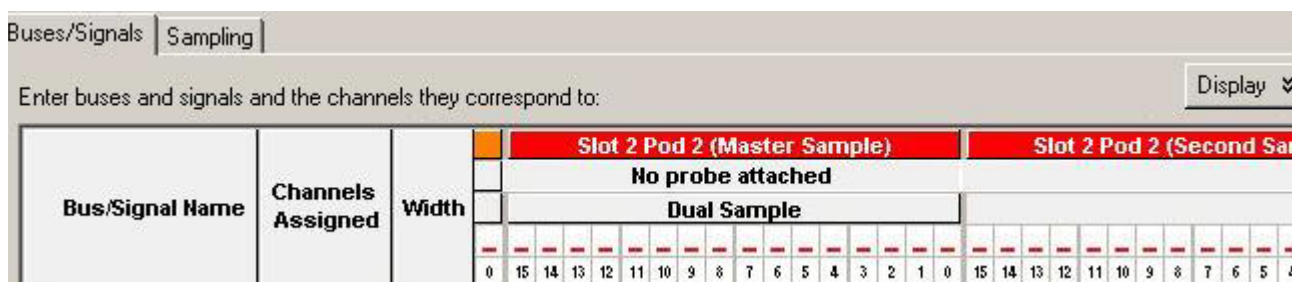 Buses/Signals Sampling
Enter buses and signals and the channels they correspond to:
Display
Slot 2 Pod 2 (Master Sample) Slot 2 Pod 2 (Second
No probe attached
Bus/Signal Name Channels Assigned Width
Dual Sample
0 15 14 13 12 11 10 9 8 7 6 5 4 3 2 1 0 15 14 13 12 11 10 9 8 7 6 5